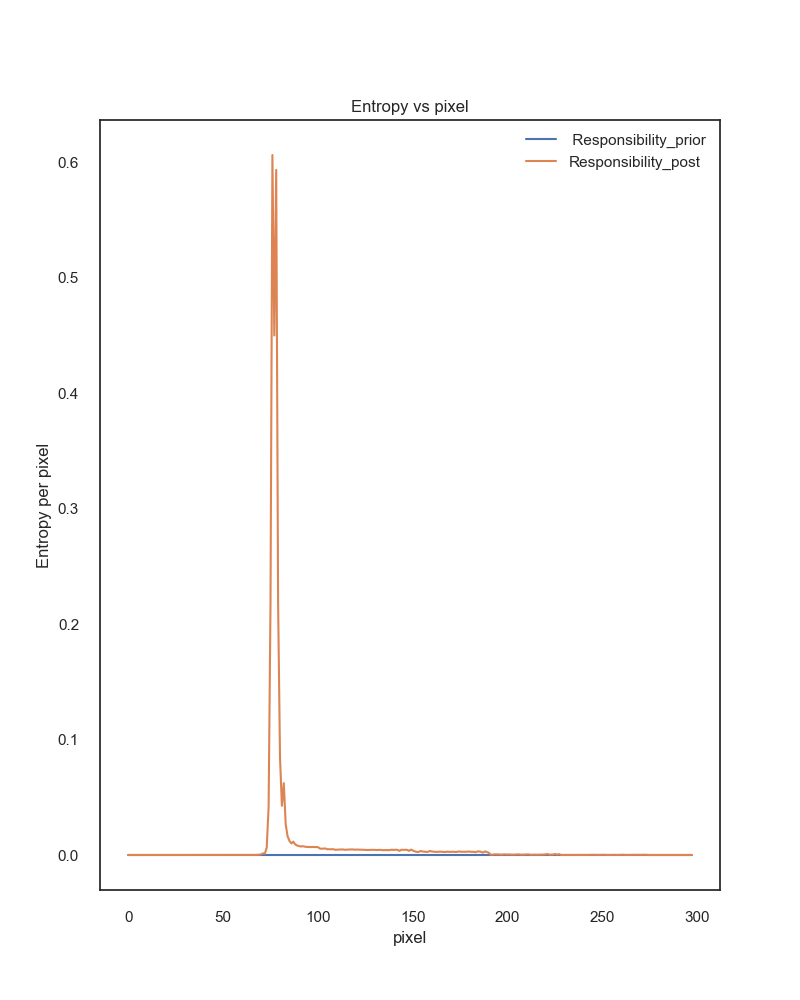 Entropy vs pixel
Responsibility_prior
Responsibility_post
Entropy per pixel
0.6
0.5
0.4
0.3
0.2
0.1
0.0
0 50 100 150 200 250 300
pixel